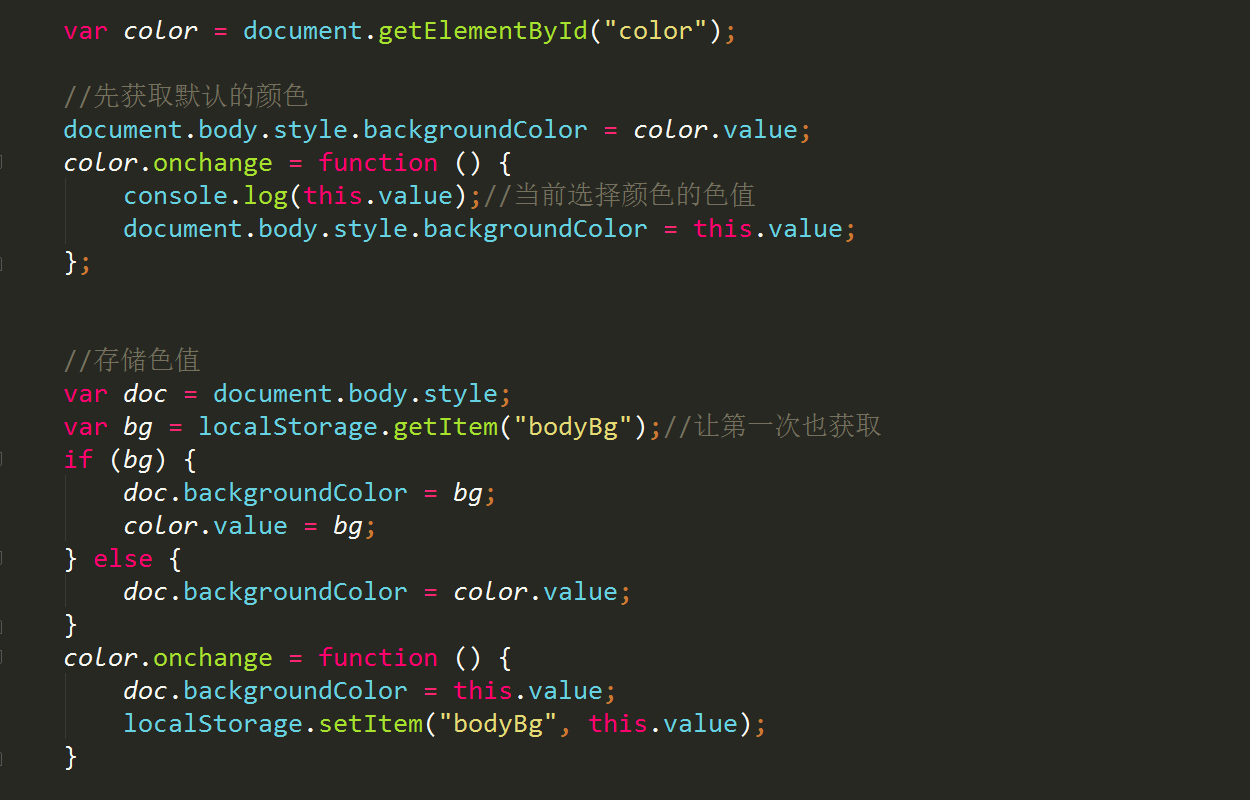 var color = document.getElementById("color");
//先获取默认的颜色
document.body.style.backgroundColor = color.value;
color.onchange = function () {
    console.log(this.value);//当前选择颜色的色值
    document.body.style.backgroundColor = this.value;
};
//存储色值
var doc = document.body.style;
var bg = localStorage.getItem("bodyBg");//让第一次也获取
if (bg) {
    doc.backgroundColor = bg;
    color.value = bg;
} else {
    doc.backgroundColor = color.value;
}
color.onchange = function () {
    doc.backgroundColor = this.value;
    localStorage.setItem("bodyBg", this.value);
}